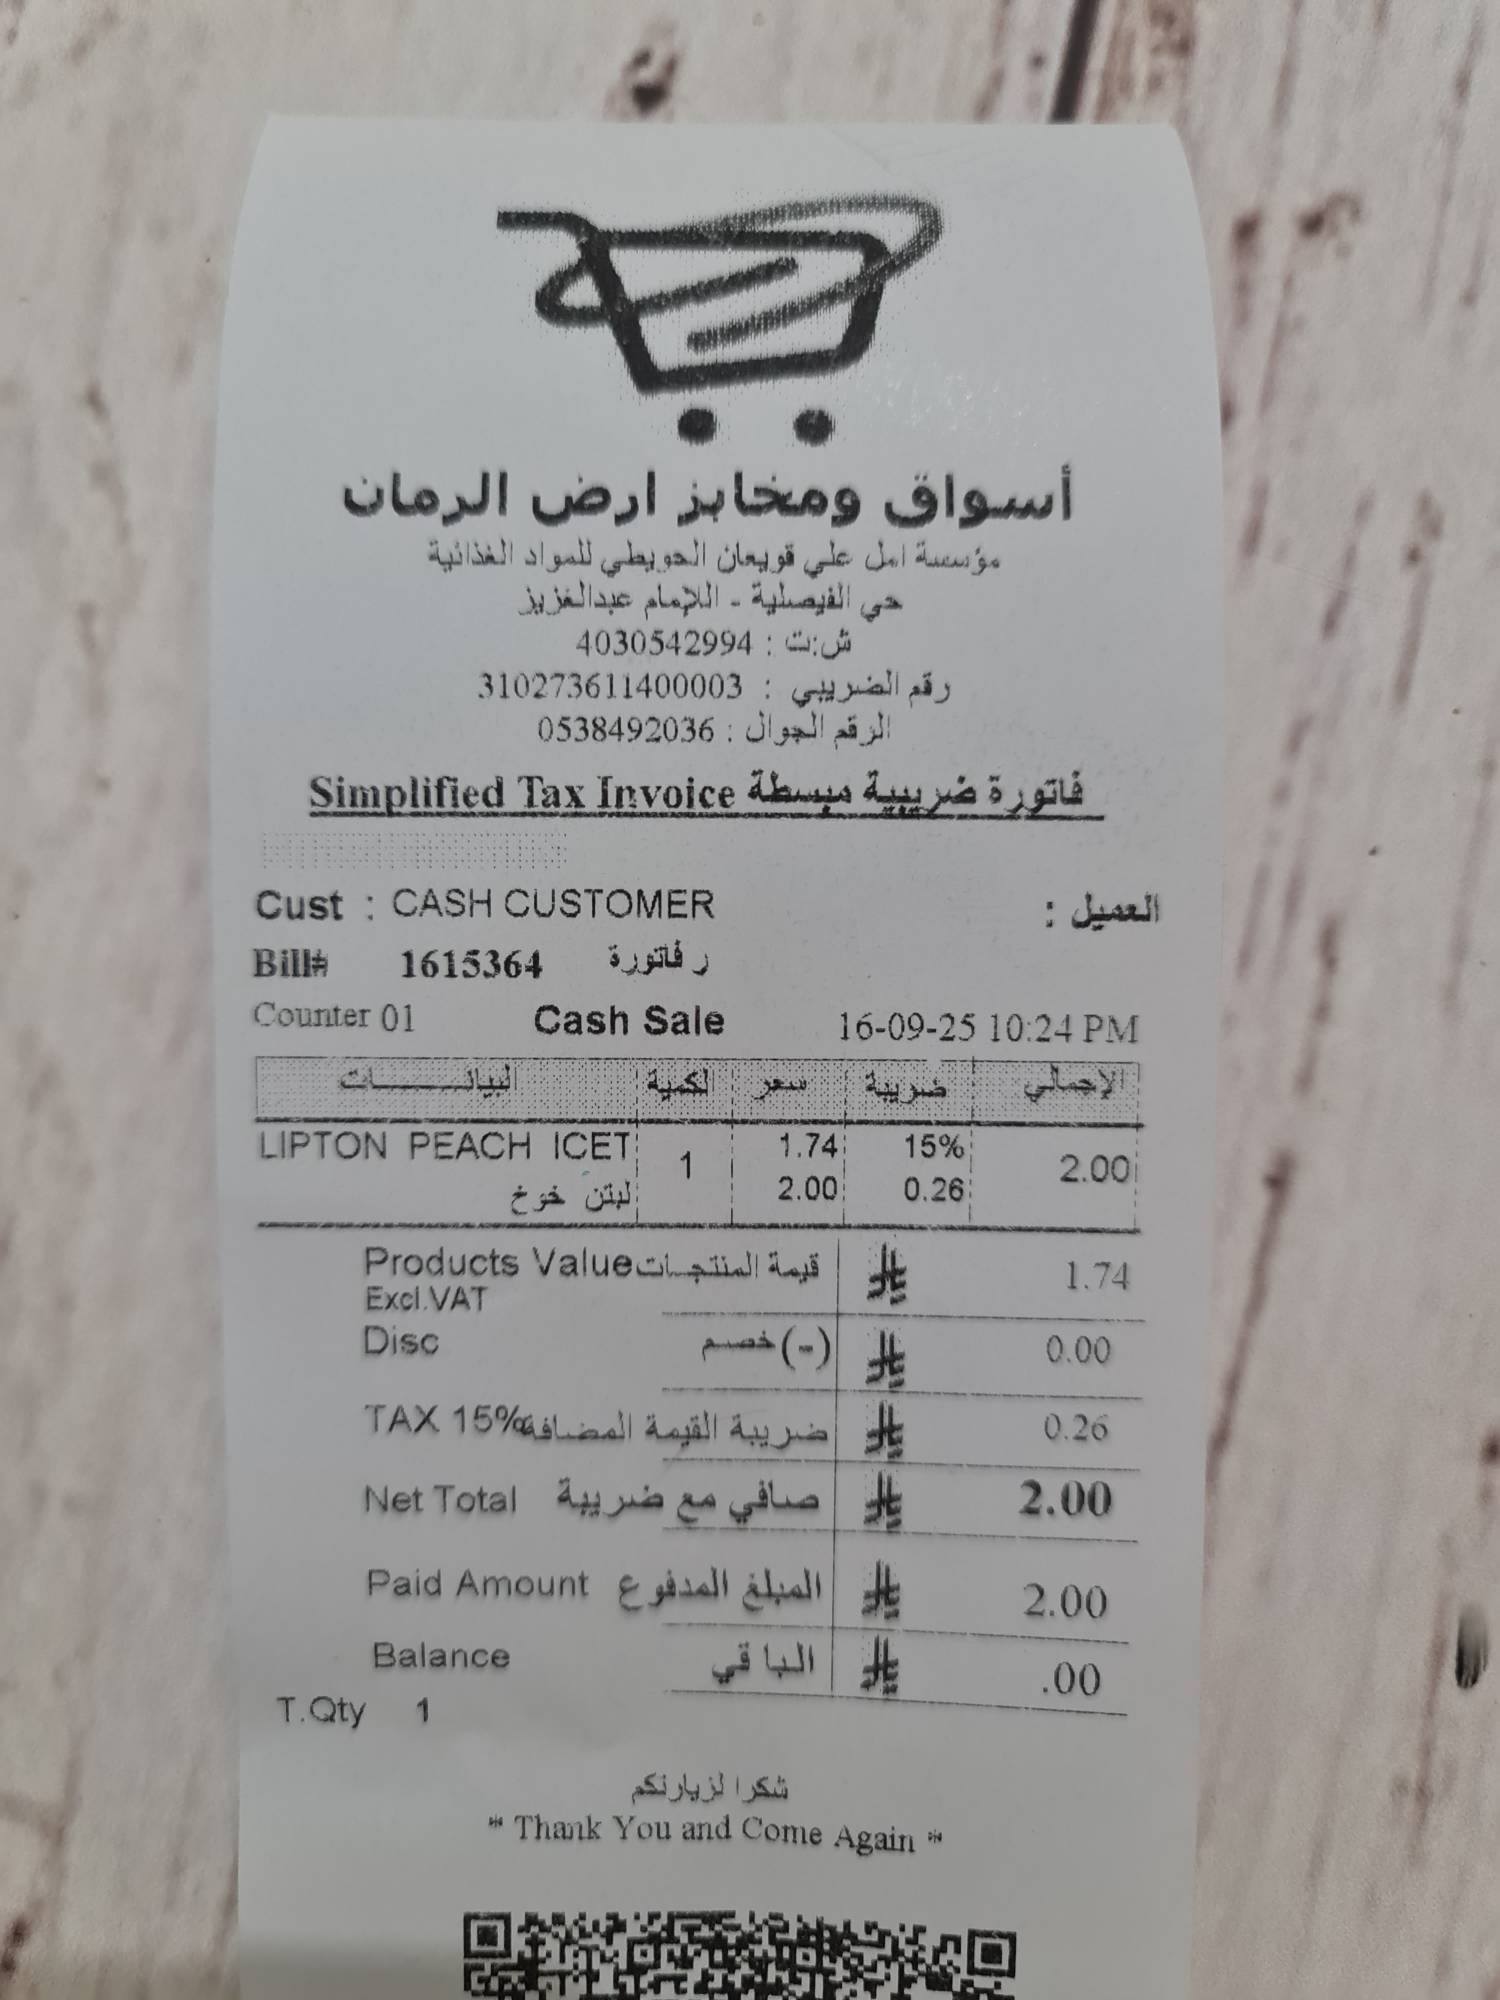 أسواق ومخابز ارض الرمان
مؤسسة امل علي قويعان الحويطي للمواد الغذائية
حي الفيصلية - اللإمام عبدالعزيز
ش:ت : 4030542994
رقم الضريبي : 310273611400003
الرقم الجوال : 0538492036
Simplified Tax Invoice فاتورة ضريبية مبسطة
Cust : CASH CUSTOMER العميل :
Bill# 1615364 ر فاتورة
Counter 01 Cash Sale 16-09-25 10:24 PM
لبيانـــــــات لكمية سعر ضريبة الإجمالي
LIPTON PEACH ICET 1 1.74 15% 2.00
لبتن خوخ 2.00 0.26
Products Value قيمة المنتجـات 1.74
Excl.VAT
Disc (-) خصم 0.00
TAX 15% ضريبة القيمة المضافة 0.26
Net Total صافي مع ضريبة 2.00
Paid Amount المبلغ المدفوع 2.00
Balance الباقي .00
T.Qty 1
شكرا لزيارتكم
* Thank You and Come Again *